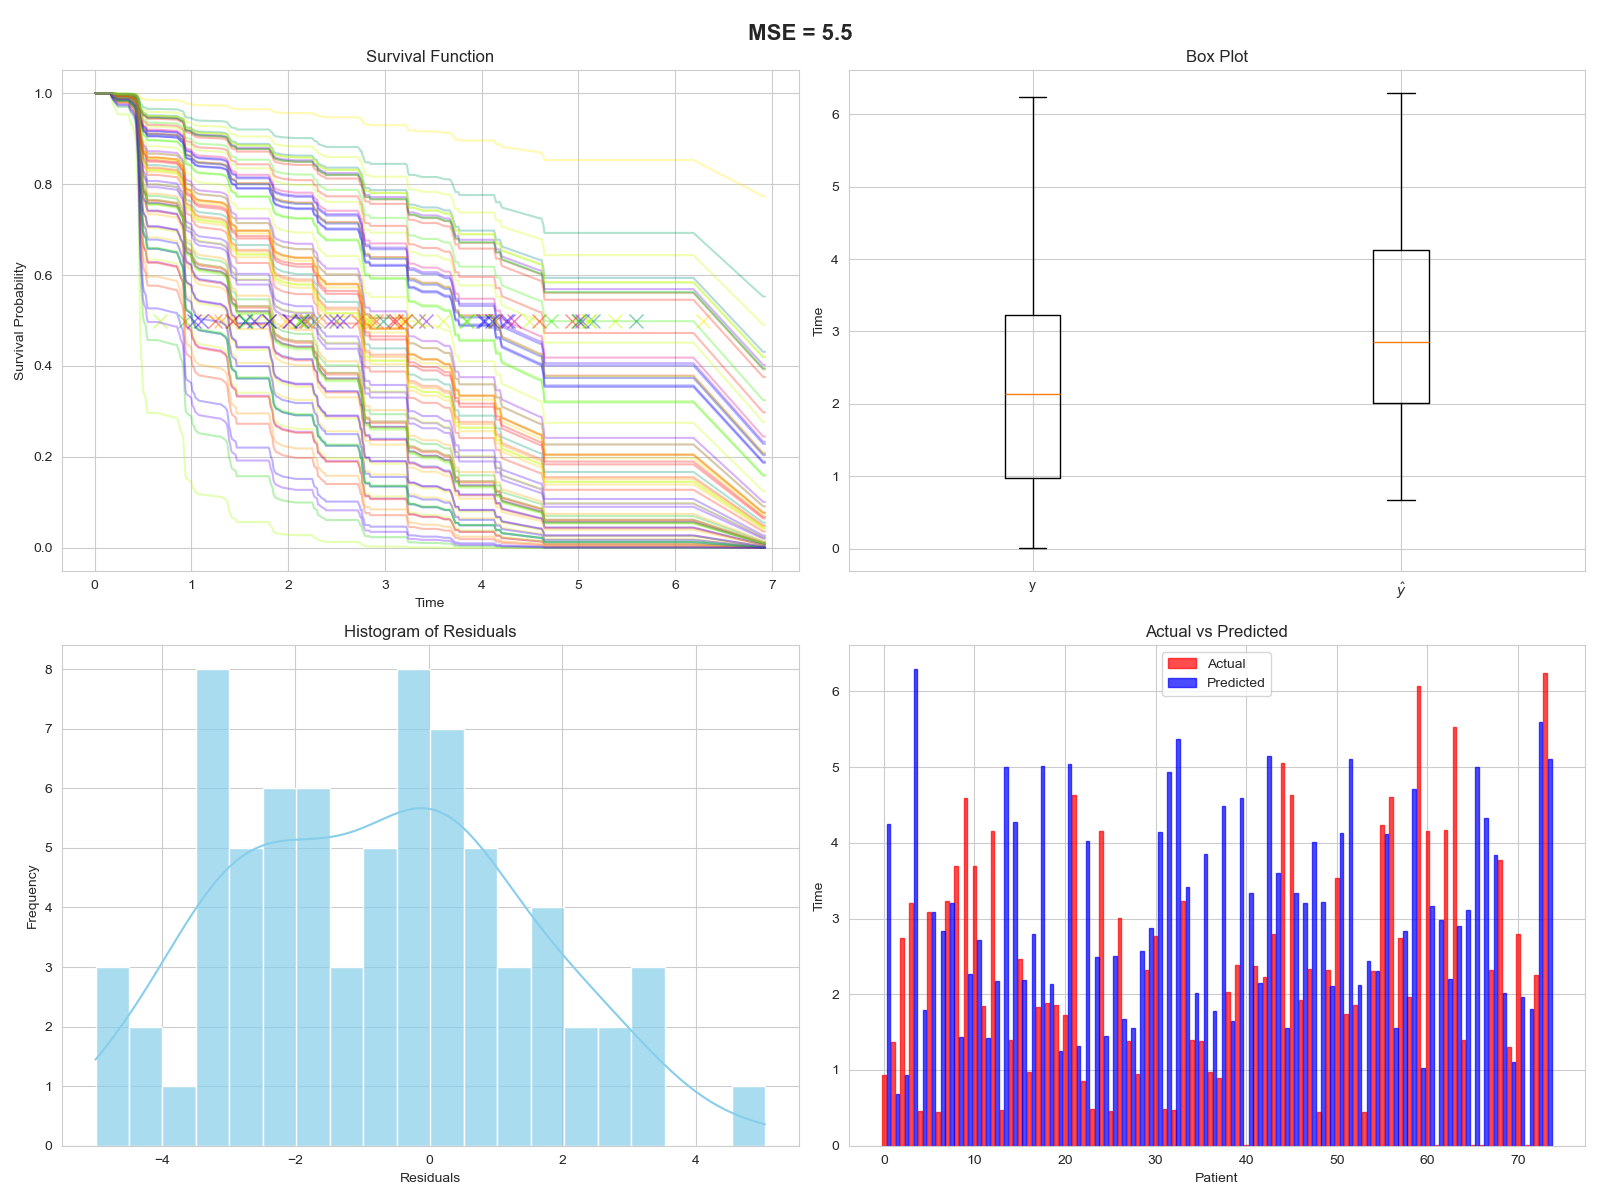 MSE = 5.5
Survival Function
Survival Probability
1.0
0.8
0.6
0.4
0.2
0.0
0 1 2 3 4 5 6 7
Time
Box Plot
Time
6
5
4
3
2
1
0
y ŷ
Histogram of Residuals
Frequency
8
7
6
5
4
3
2
1
0
−4 −2 0 2 4
Residuals
Actual vs Predicted
Actual
Predicted
Time
6
5
4
3
2
1
0
0 10 20 30 40 50 60 70
Patient